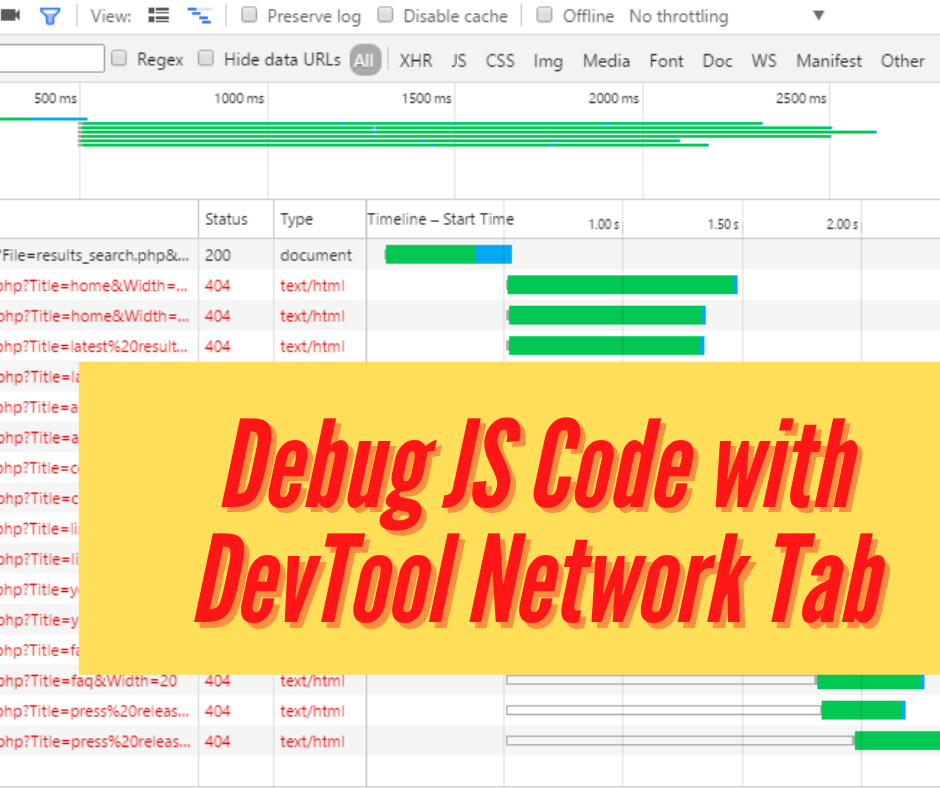 View: Preserve log Disable cache Offline No throttling
Regex Hide data URLs All XHR JS CSS Img Media Font Doc WS Manifest Other
500 ms 1000 ms 1500 ms 2000 ms 2500 ms
Status Type Timeline – Start Time 1.00 s 1.50 s 2.00 s
?File=results_search.php&... 200 document
php?Title=home&Width=... 404 text/html
php?Title=home&Width=... 404 text/html
php?Title=latest%20result... 404 text/html
php?Title=la
php?Title=a
php?Title=a
php?Title=c
php?Title=c
php?Title=li
php?Title=li
php?Title=y
php?Title=y
php?Title=fa
Debug JS Code with
DevTool Network Tab
php?Title=faq&Width=20 404 text/html
php?Title=press%20releas... 404 text/html
php?Title=press%20releas... 404 text/html